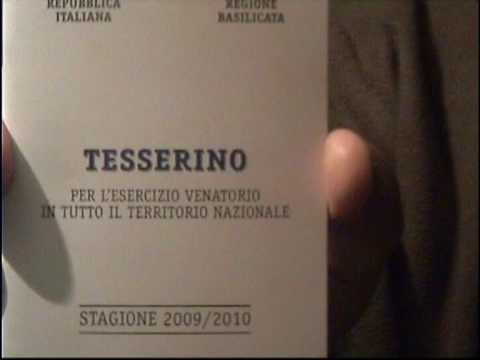 REPUBBLICA
ITALIANA
REGIONE
BASILICATA
TESSERINO
PER L'ESERCIZIO VENATORIO
IN TUTTO IL TERRITORIO NAZIONALE
STAGIONE 2009/2010